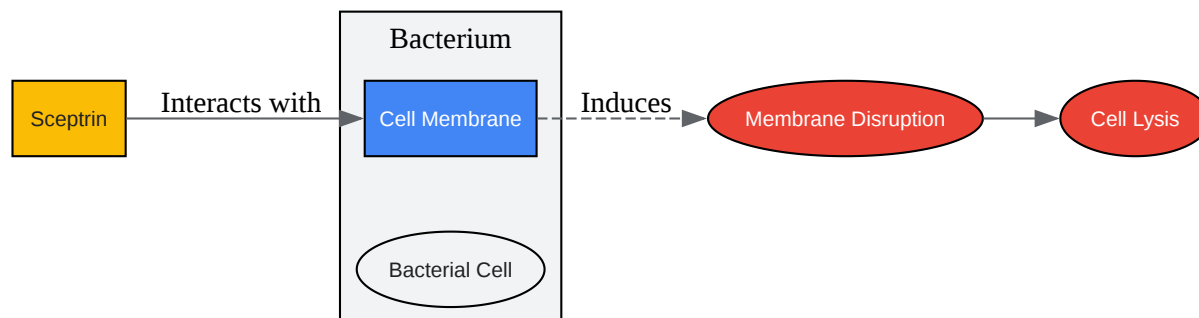 Bacterium
Sceptrin
Interacts with
Cell Membrane
Induces
Membrane Disruption
Cell Lysis
Bacterial Cell